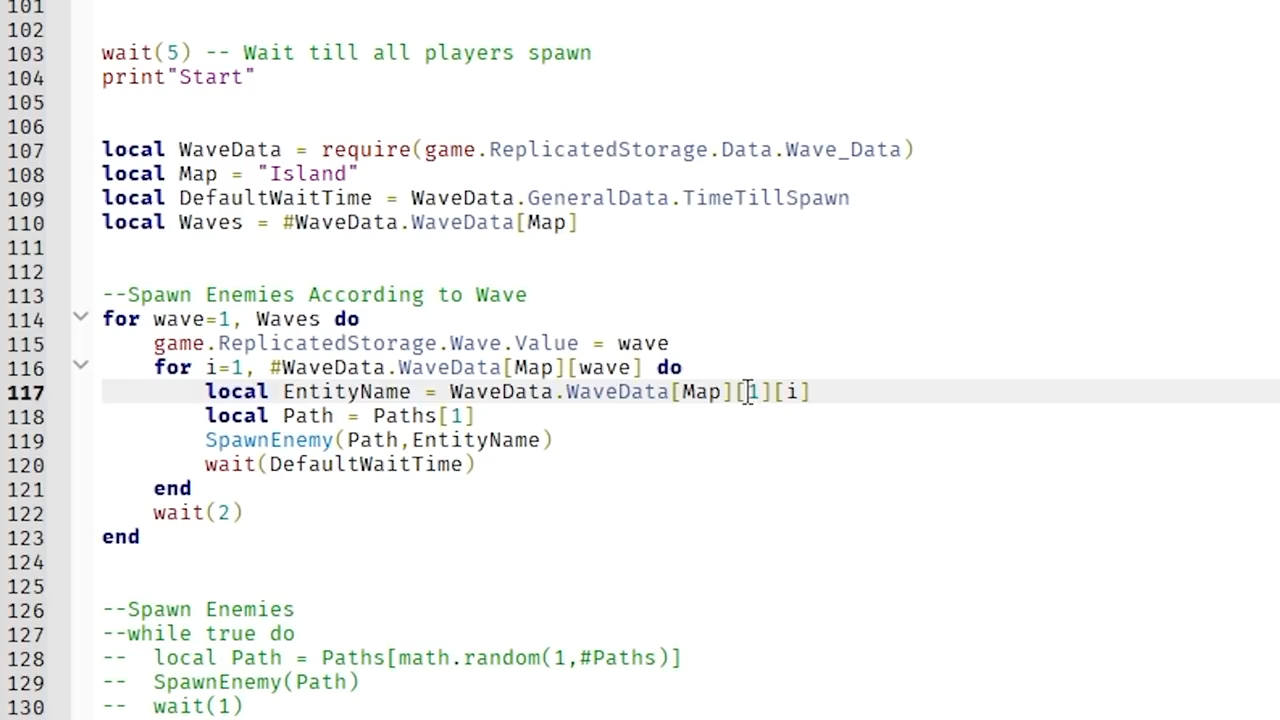 101
102
103 wait(5) -- Wait till all players spawn
104 print"Start"
105
106
107 local WaveData = require(game.ReplicatedStorage.Data.Wave_Data)
108 local Map = "Island"
109 local DefaultWaitTime = WaveData.GeneralData.TimeTillSpawn
110 local Waves = #WaveData.WaveData[Map]
111
112
113 --Spawn Enemies According to Wave
114 for wave=1, Waves do
115 game.ReplicatedStorage.Wave.Value = wave
116 for i=1, #WaveData.WaveData[Map][wave] do
117 local EntityName = WaveData.WaveData[Map][1][i]
118 local Path = Paths[1]
119 SpawnEnemy(Path,EntityName)
120 wait(DefaultWaitTime)
121 end
122 wait(2)
123 end
124
125
126 --Spawn Enemies
127 --while true do
128 -- local Path = Paths[math.random(1,#Paths)]
129 -- SpawnEnemy(Path)
130 -- wait(1)